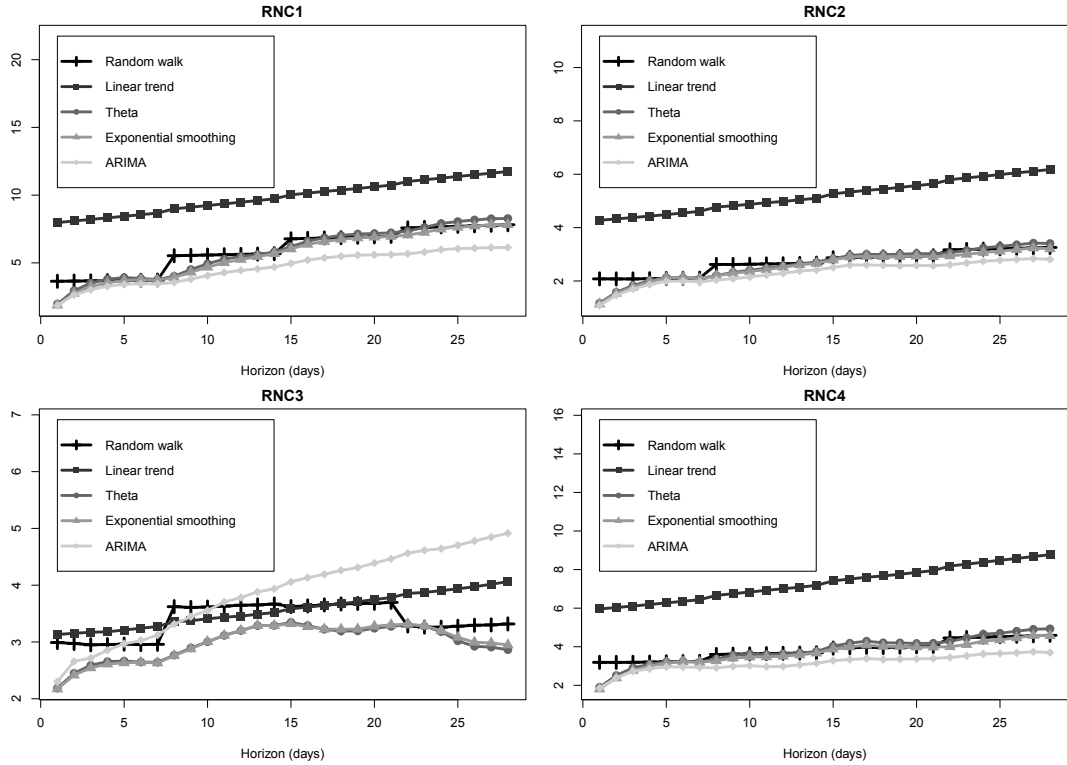 RNC1
Random walk
Linear trend
Theta
Exponential smoothing
ARIMA
5
10
15
20
0
5
10
15
20
25
Horizon (days)
RNC2
Random walk
Linear trend
Theta
Exponential smoothing
ARIMA
2
4
6
8
10
0
5
10
15
20
25
Horizon (days)
RNC3
Random walk
Linear trend
Theta
Exponential smoothing
ARIMA
2
3
4
5
6
7
0
5
10
15
20
25
Horizon (days)
RNC4
Random walk
Linear trend
Theta
Exponential smoothing
ARIMA
2
4
6
8
10
12
14
16
0
5
10
15
20
25
Horizon (days)